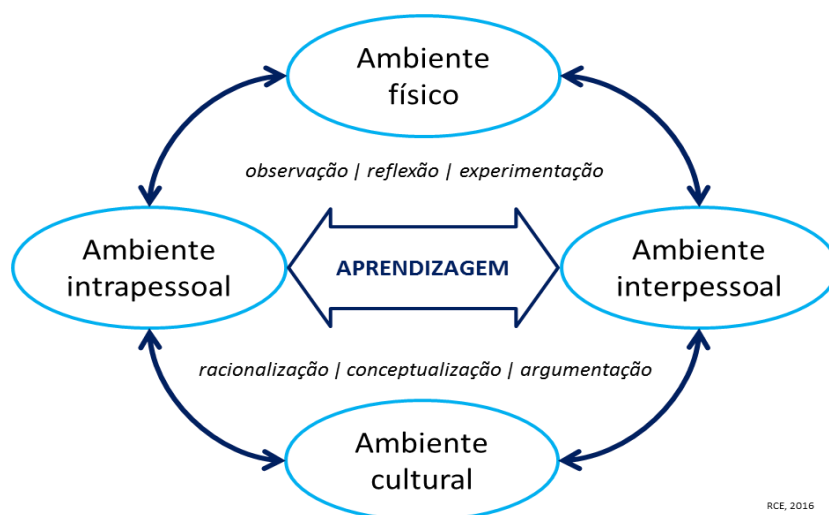 Ambiente
físico
observação | reflexão | experimentação
Ambiente
intrapessoal
APRENDIZAGEM
Ambiente
interpessoal
racionalização | conceptualização | argumentação
Ambiente
cultural
RCE, 2016